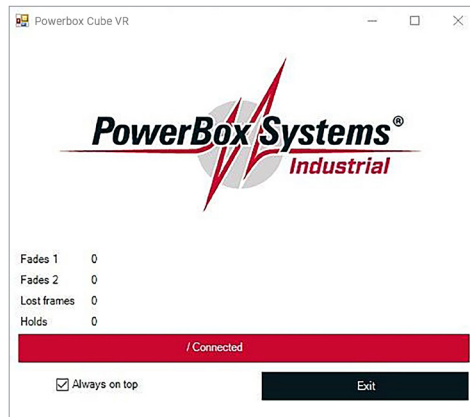 Powerbox Cube VR
PowerBox Systems®
Industrial
Fades 1 0
Fades 2 0
Lost frames 0
Holds 0
/ Connected
Always on top
Exit